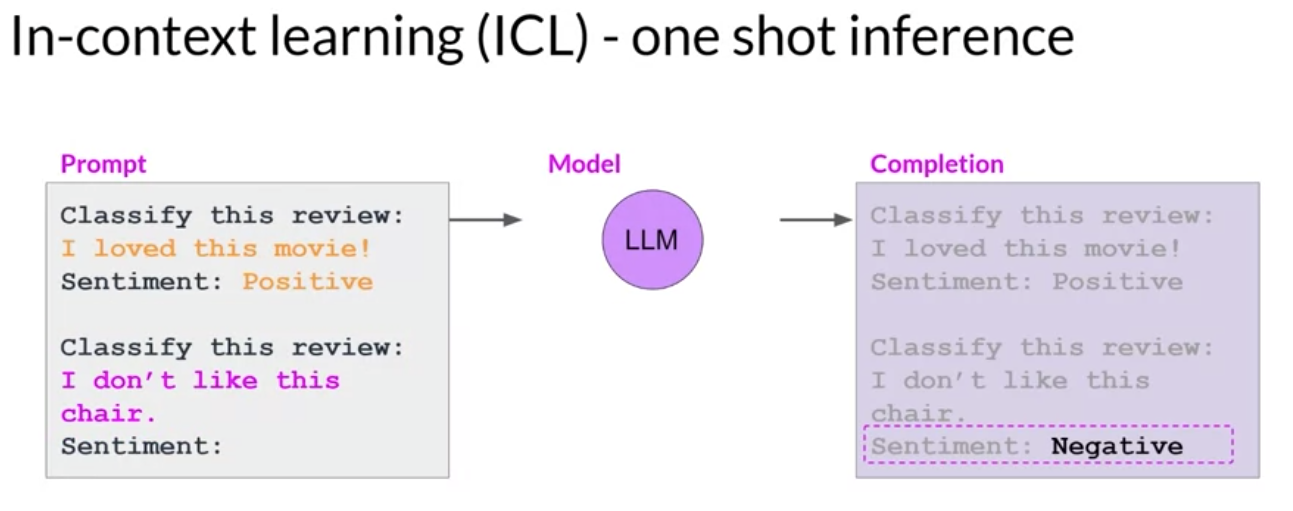 In-context learning (ICL) - one shot inference
Prompt
Classify this review:
I loved this movie!
Sentiment: Positive
Classify this review:
I don't like this
chair.
Sentiment:
Model
LLM
Completion
Classify this review:
I loved this movie!
Sentiment: Positive
Classify this review:
I don't like this
chair.
Sentiment: Negative